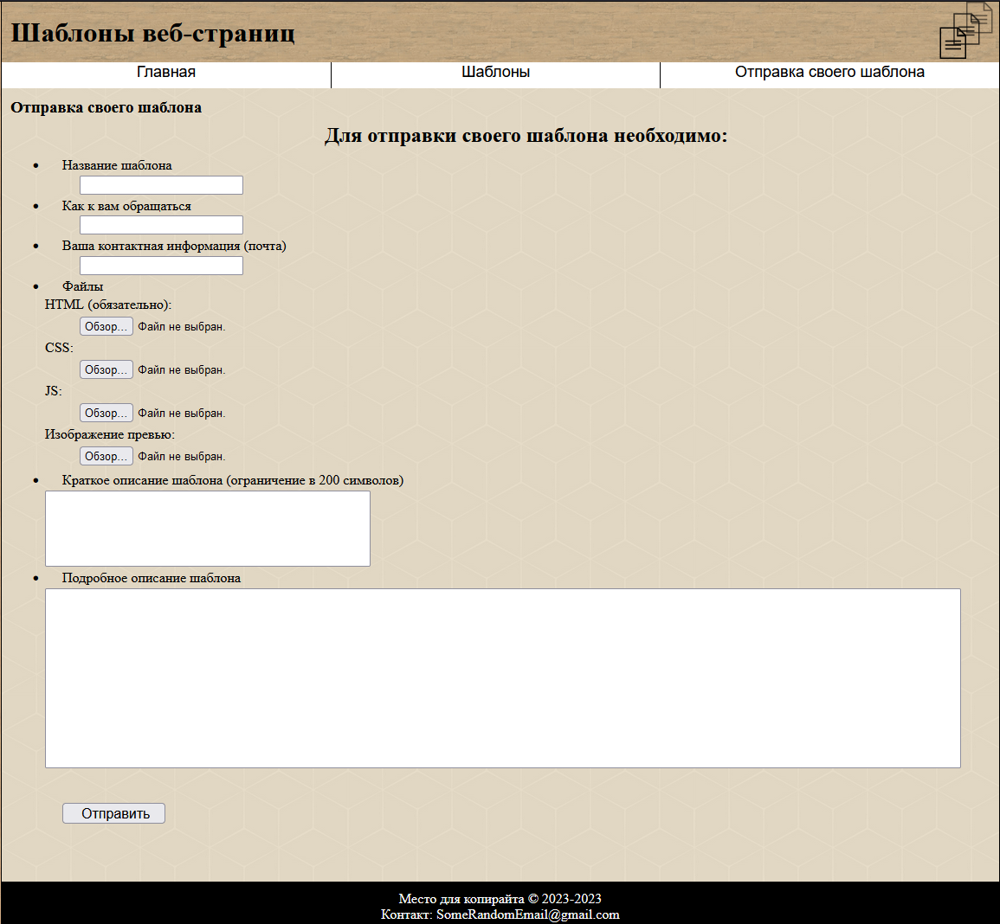 Шаблоны веб-страниц
Главная
Шаблоны
Отправка своего шаблона
Отправка своего шаблона
Для отправки своего шаблона необходимо:
• Название шаблона
• Как к вам обращаться
• Ваша контактная информация (почта)
• Файлы
HTML (обязательно):
Обзор... Файл не выбран.
CSS:
Обзор... Файл не выбран.
JS:
Обзор... Файл не выбран.
Изображение превью:
Обзор... Файл не выбран.
• Краткое описание шаблона (ограничение в 200 символов)
• Подробное описание шаблона
Отправить
Место для копирайта © 2023-2023
Контакт: SomeRandomEmail@gmail.com